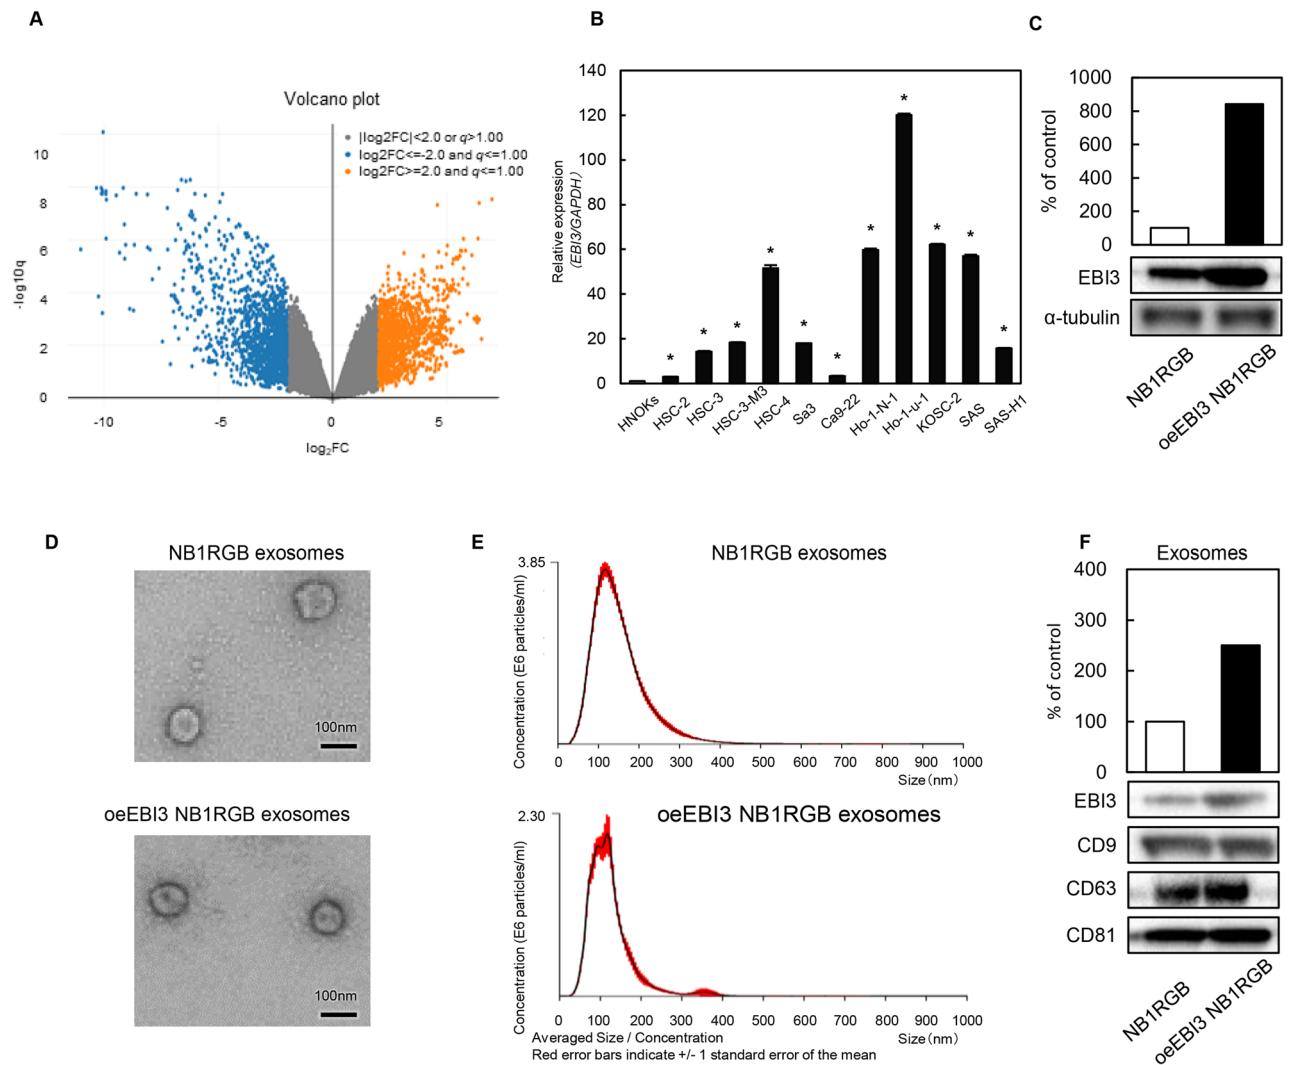 A
Volcano plot
|log2FC|<2.0 or q>1.00
log2FC<=-2.0 and q<=1.00
log2FC>=2.0 and q<=1.00
-log10q
10
8
6
4
2
0
-10
-5
0
5
log2FC
B
Relative expression
(EBI3/GAPDH)
140
120
100
80
60
40
20
0
*
*
*
*
*
*
*
*
*
*
*
HNOKs
HSC-2
HSC-3
HSC-3-M3
HSC-4
Sa3
Ca9-22
Ho-1-N-1
Ho-1-u-1
KOSC-2
SAS
SAS-H1
C
% of control
1000
800
600
400
200
0
EBI3
α-tubulin
NB1RGB
oeEBI3 NB1RGB
D
NB1RGB exosomes
100nm
oeEBI3 NB1RGB exosomes
100nm
E
NB1RGB exosomes
3.85
Concentration (E6 particles/ml)
0 100 200 300 400 500 600 700 800 900 1000
Size(nm)
oeEBI3 NB1RGB exosomes
2.30
Concentration (E6 particles/ml)
0 100 200 300 400 500 600 700 800 900 1000
Averaged Size / Concentration
Size(nm)
Red error bars indicate +/- 1 standard error of the mean
F
Exosomes
% of control
400
300
200
100
0
EBI3
CD9
CD63
CD81
NB1RGB
oeEBI3 NB1RGB